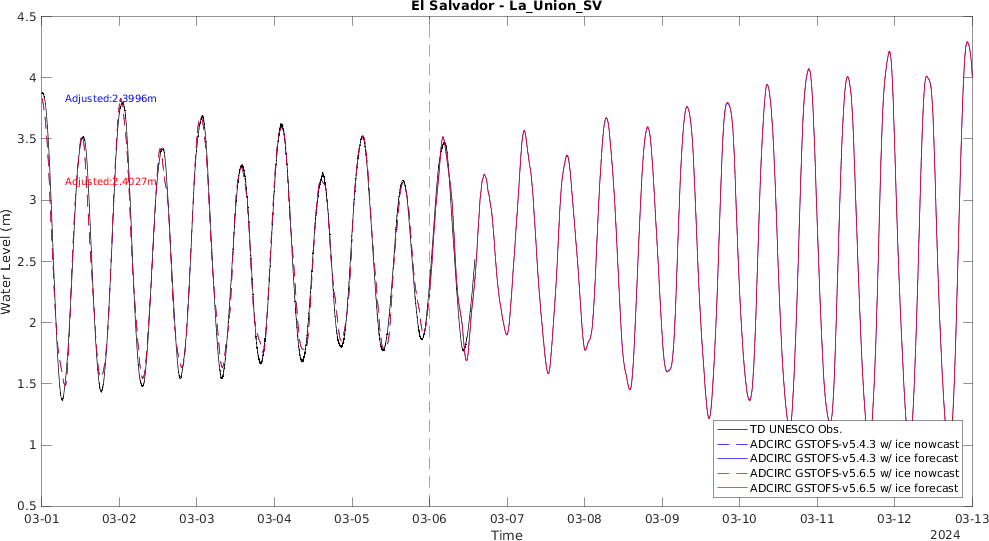 El Salvador - La_Union_SV
4.5
4
3.5
3
2.5
2
1.5
1
0.5
Water Level (m)
Adjusted:2.3996m
Adjusted:2.4027m
TD UNESCO Obs.
ADCIRC GSTOFS-v5.4.3 w/ ice nowcast
ADCIRC GSTOFS-v5.4.3 w/ ice forecast
ADCIRC GSTOFS-v5.6.5 w/ ice nowcast
ADCIRC GSTOFS-v5.6.5 w/ ice forecast
03-01 03-02 03-03 03-04 03-05 03-06 03-07 03-08 03-09 03-10 03-11 03-12 03-13
Time
2024